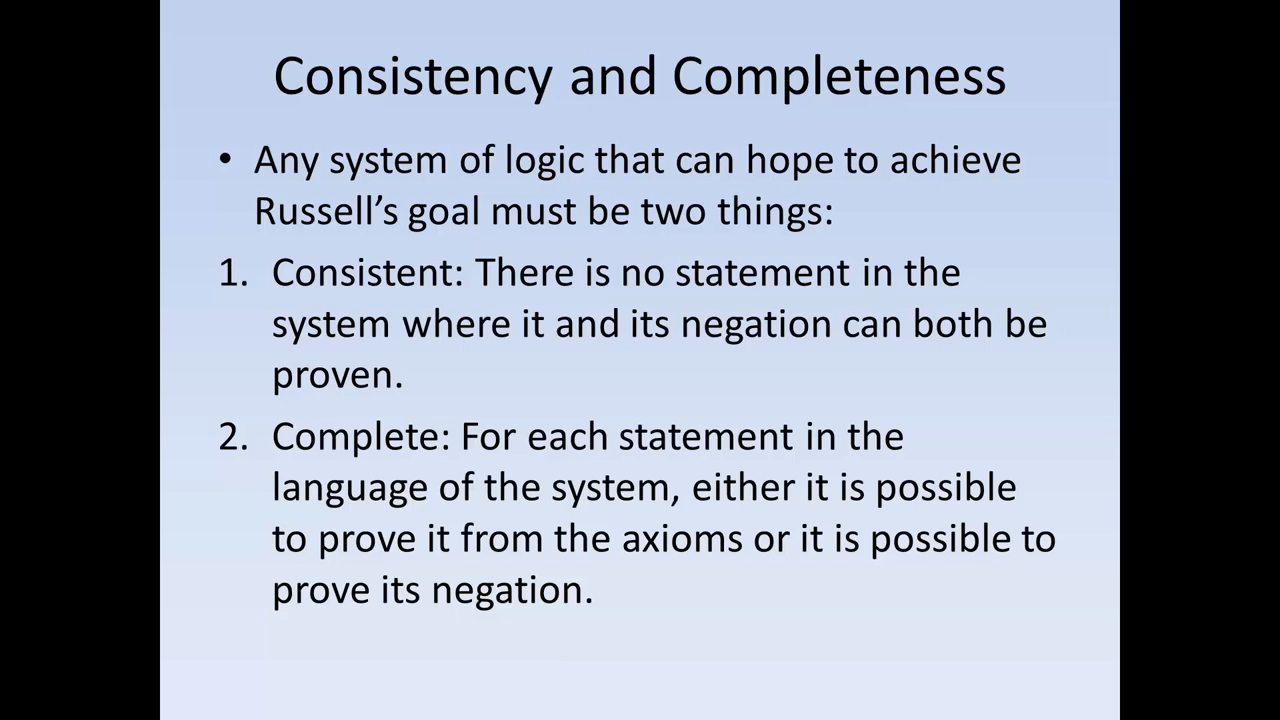 Consistency and Completeness
• Any system of logic that can hope to achieve
Russell’s goal must be two things:
1. Consistent: There is no statement in the
system where it and its negation can both be
proven.
2. Complete: For each statement in the
language of the system, either it is possible
to prove it from the axioms or it is possible to
prove its negation.